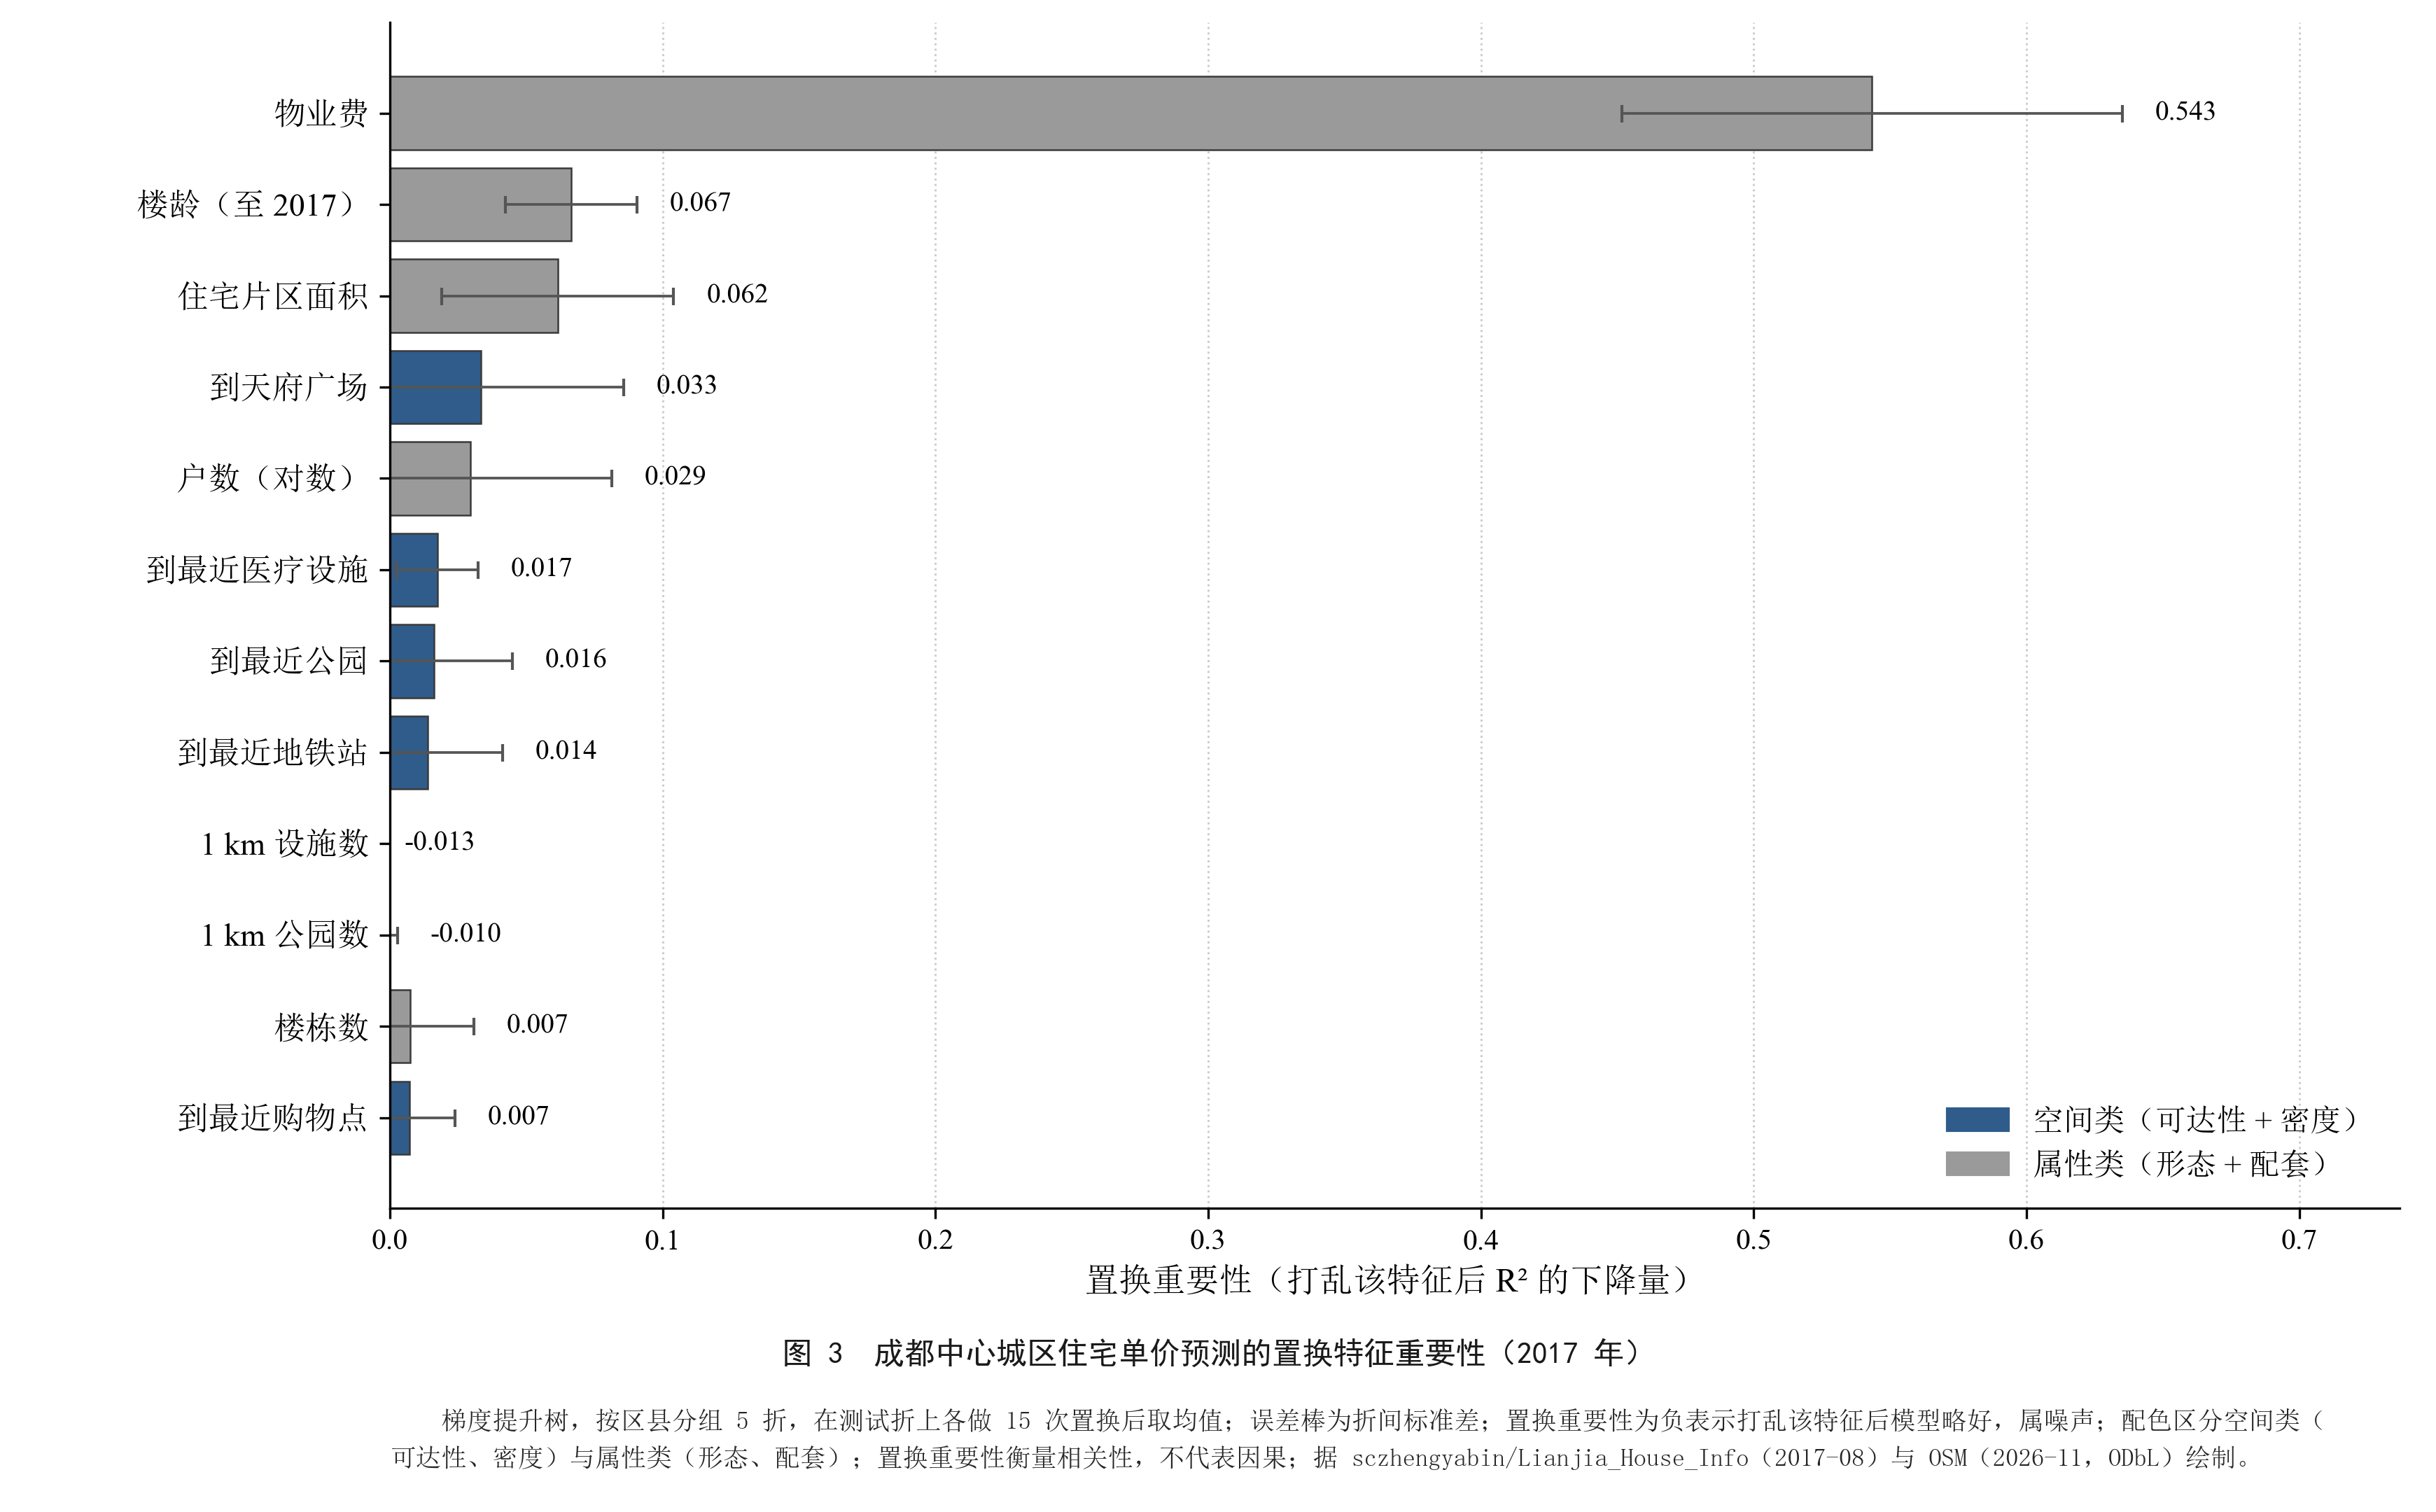 物业费 0.543
楼龄（至 2017） 0.067
住宅片区面积 0.062
到天府广场 0.033
户数（对数） 0.029
到最近医疗设施 0.017
到最近公园 0.016
到最近地铁站 0.014
1 km 设施数 -0.013
1 km 公园数 -0.010
楼栋数 0.007
到最近购物点 0.007
空间类（可达性 + 密度）
属性类（形态 + 配套）
0.0 0.1 0.2 0.3 0.4 0.5 0.6 0.7
置换重要性（打乱该特征后 R² 的下降量）
图 3 成都中心城区住宅单价预测的置换特征重要性（2017 年）
梯度提升树，按区县分组 5 折，在测试折上各做 15 次置换后取均值；误差棒为折间标准差；置换重要性为负表示打乱该特征后模型略好，属噪声；配色区分空间类（
可达性、密度）与属性类（形态、配套）；置换重要性衡量相关性，不代表因果；据 sczhengyabin/Lianjia_House_Info（2017-08）与 OSM（2026-11，ODbL）绘制。